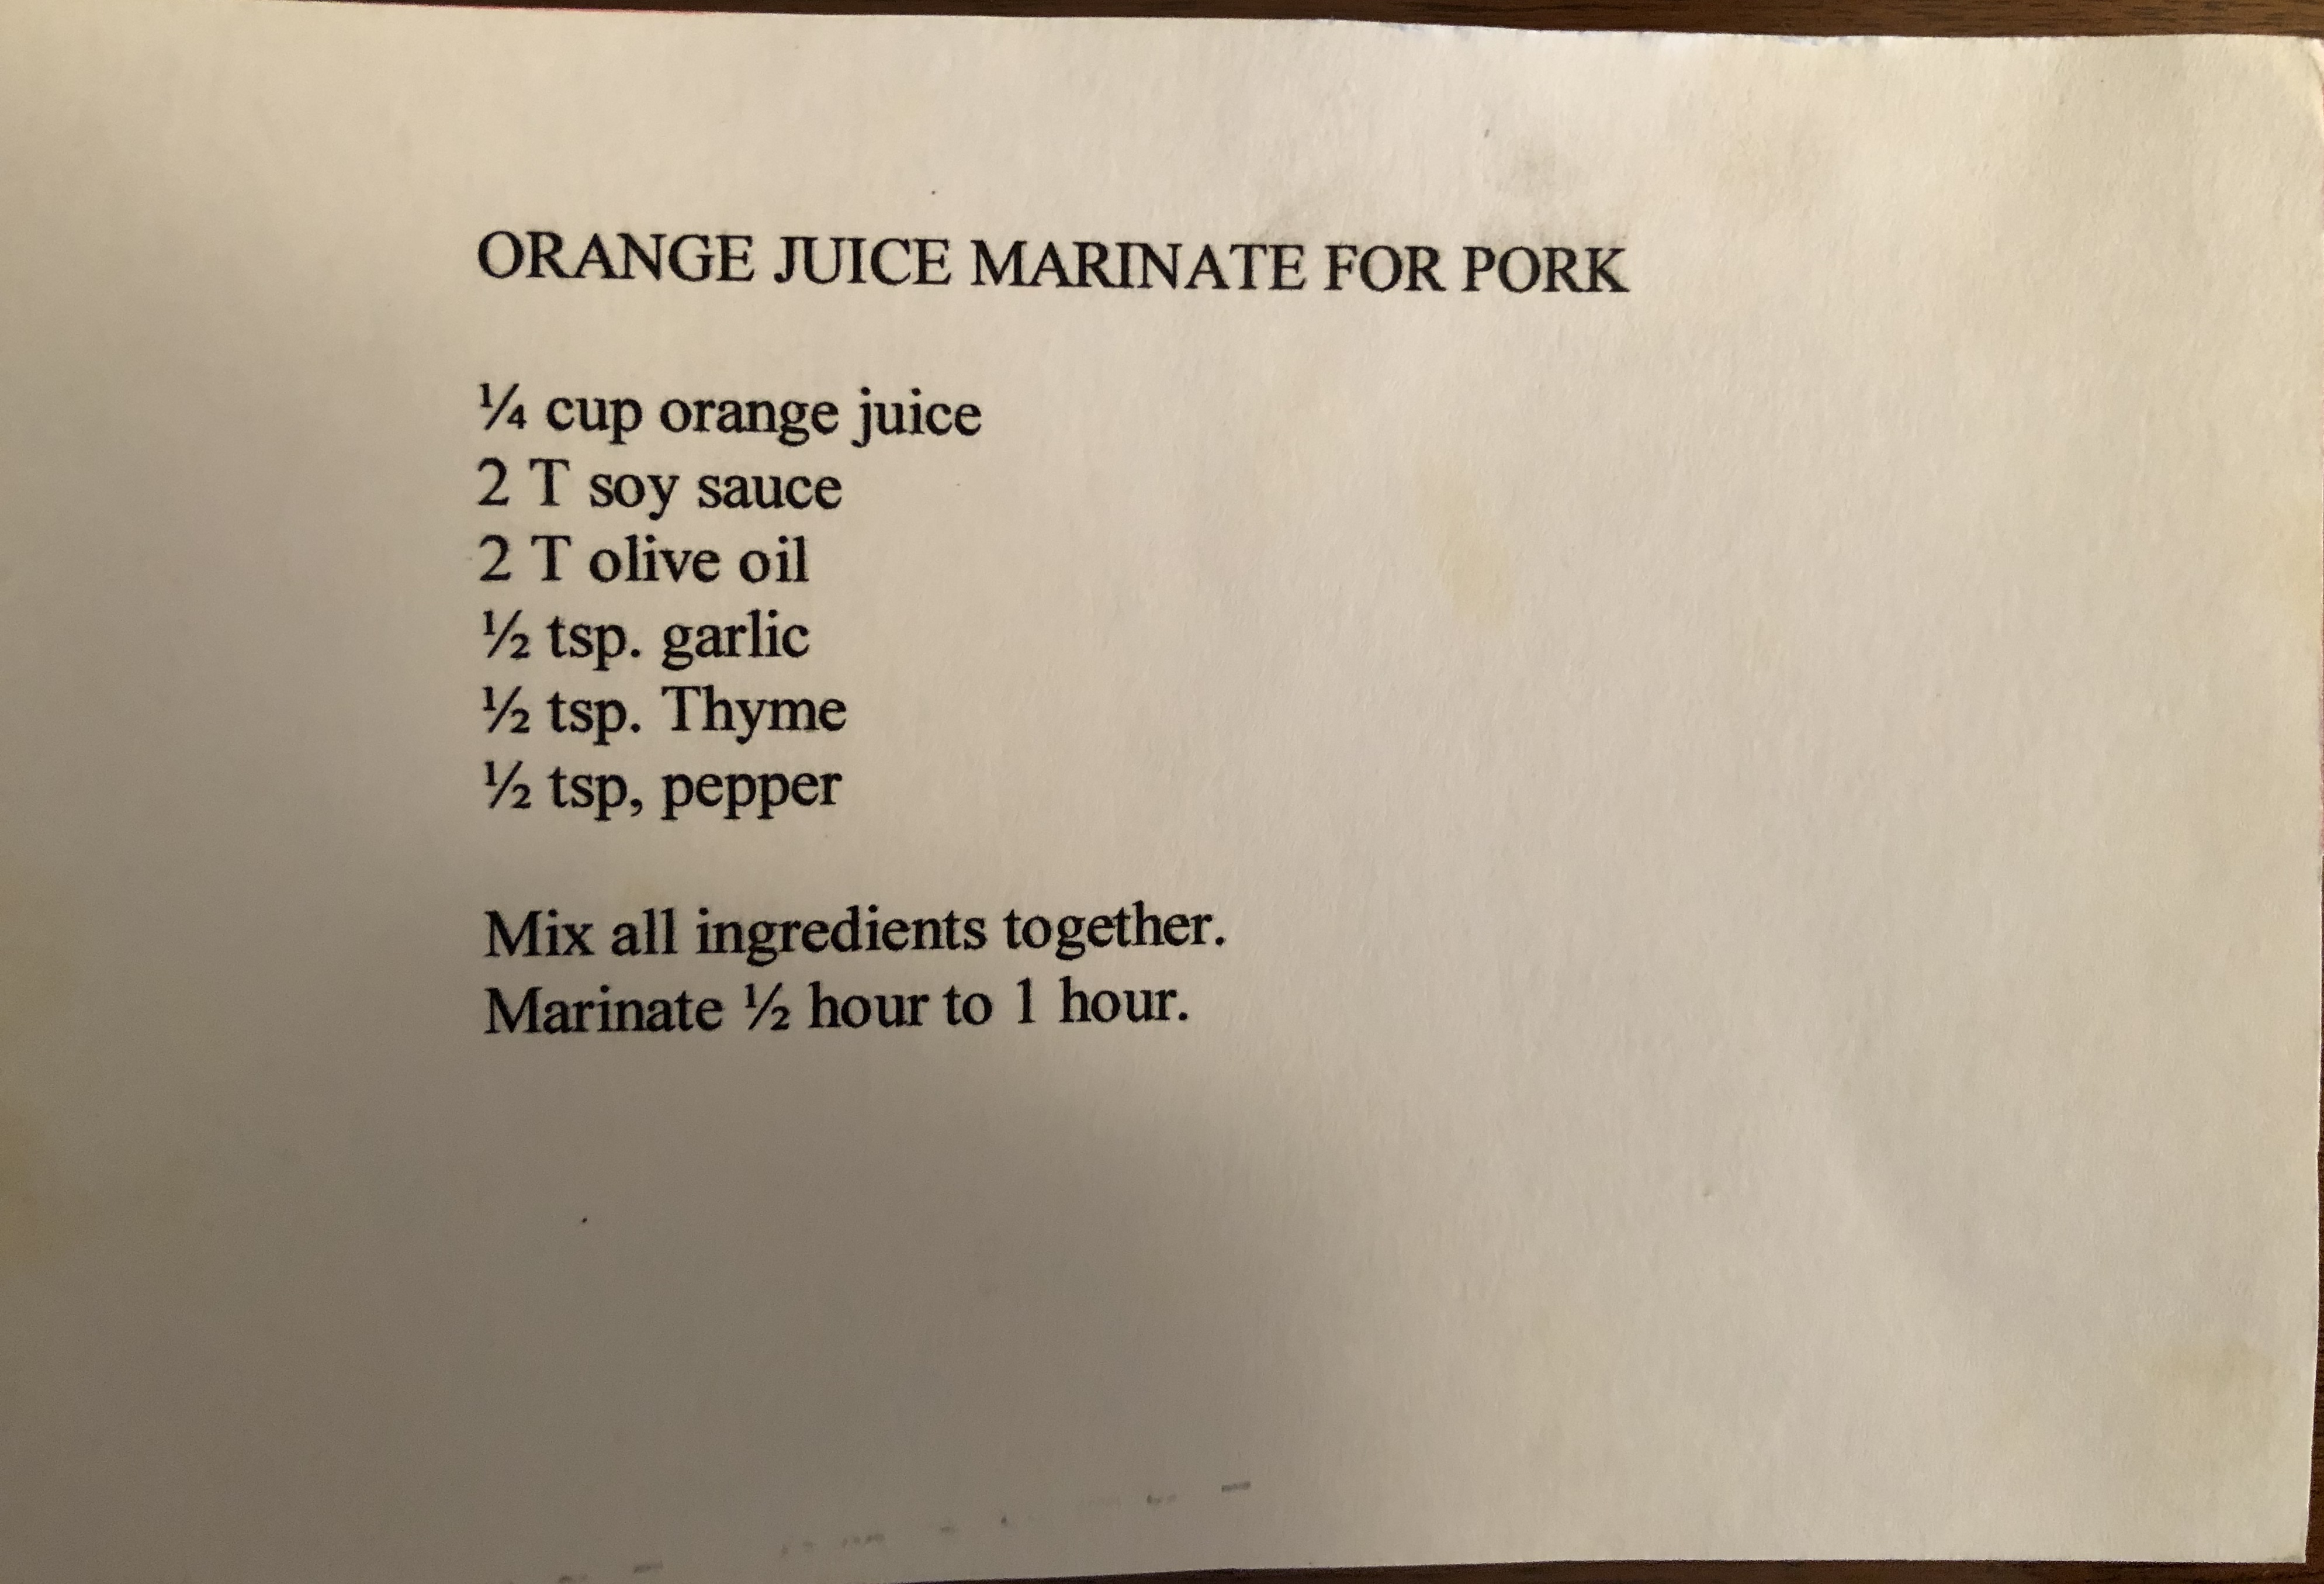 ORANGE JUICE MARINATE FOR PORK
¼ cup orange juice
2 T soy sauce
2 T olive oil
½ tsp. garlic
½ tsp. Thyme
½ tsp, pepper
Mix all ingredients together.
Marinate ½ hour to 1 hour.